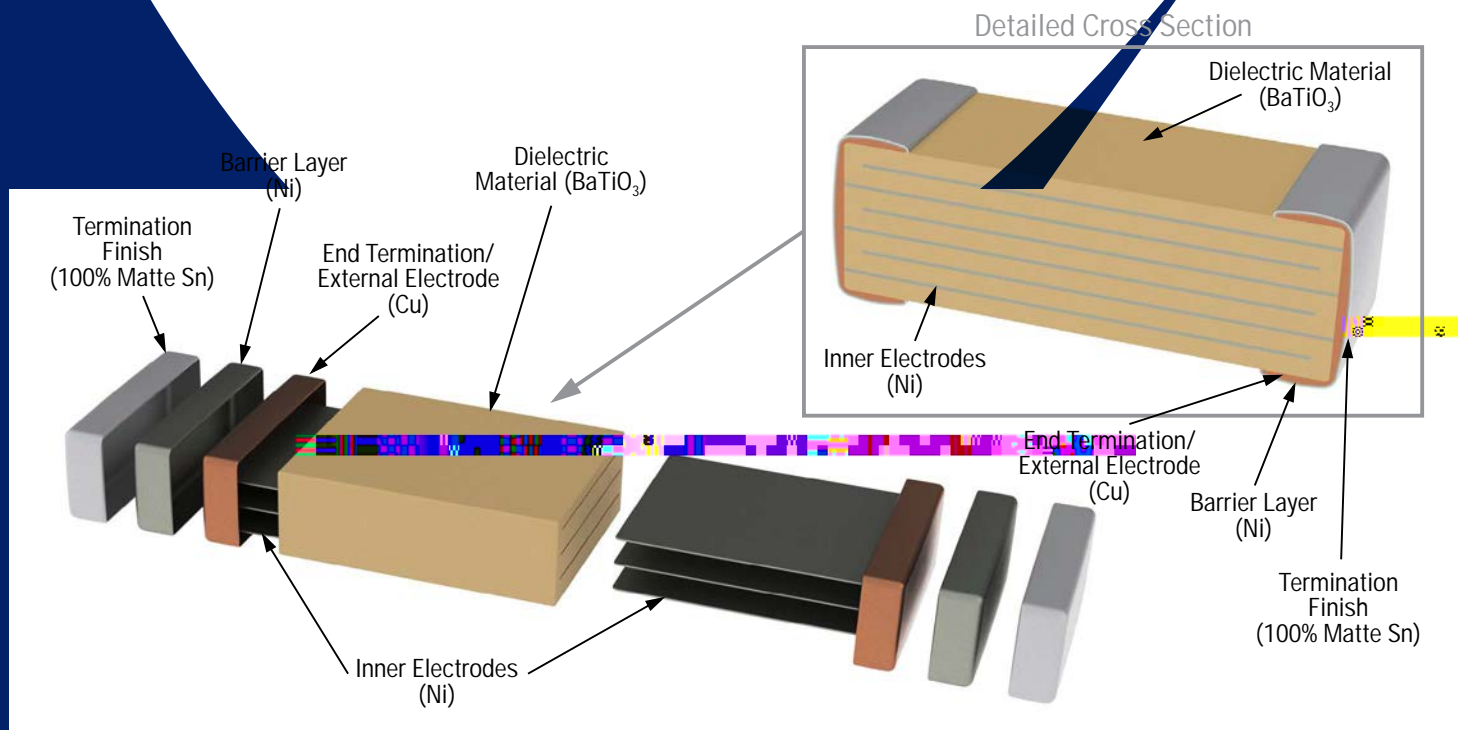 Detailed Cross Section
Dielectric Material
(BaTiO₃)
Inner Electrodes
(Ni)
End Termination/
External Electrode
(Cu)
Barrier Layer
(Ni)
Termination
Finish
(100% Matte Sn)
Barrier Layer
(Ni)
Dielectric
Material (BaTiO₃)
Termination
Finish
(100% Matte Sn)
End Termination/
External Electrode
(Cu)
Inner Electrodes
(Ni)